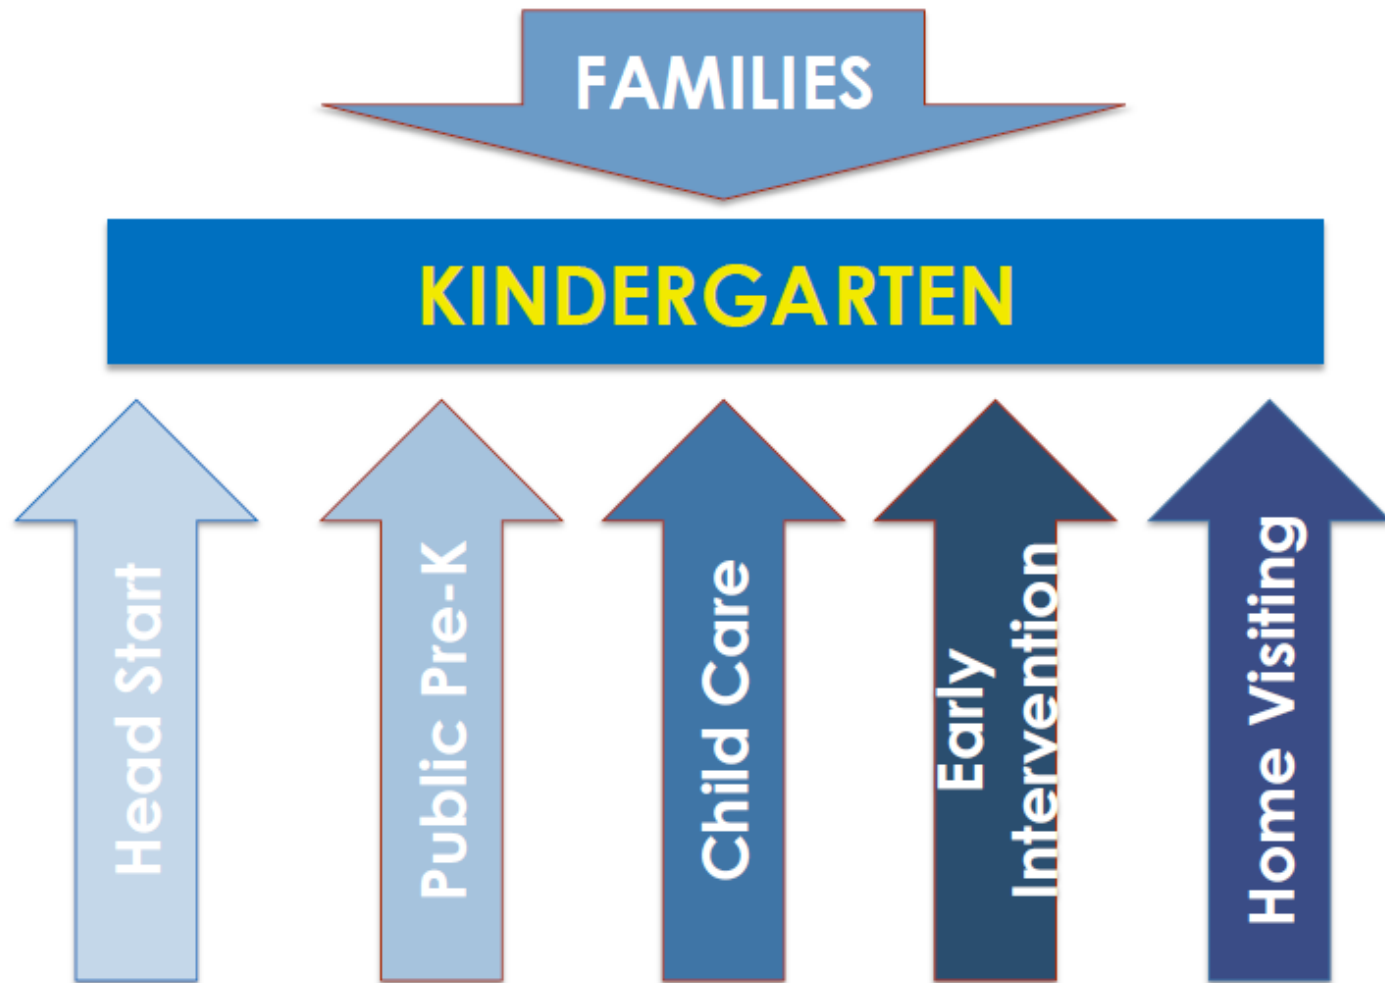 FAMILIES
KINDERGARTEN
Head Start
Public Pre-K
Child Care
Early
Intervention
Home Visiting